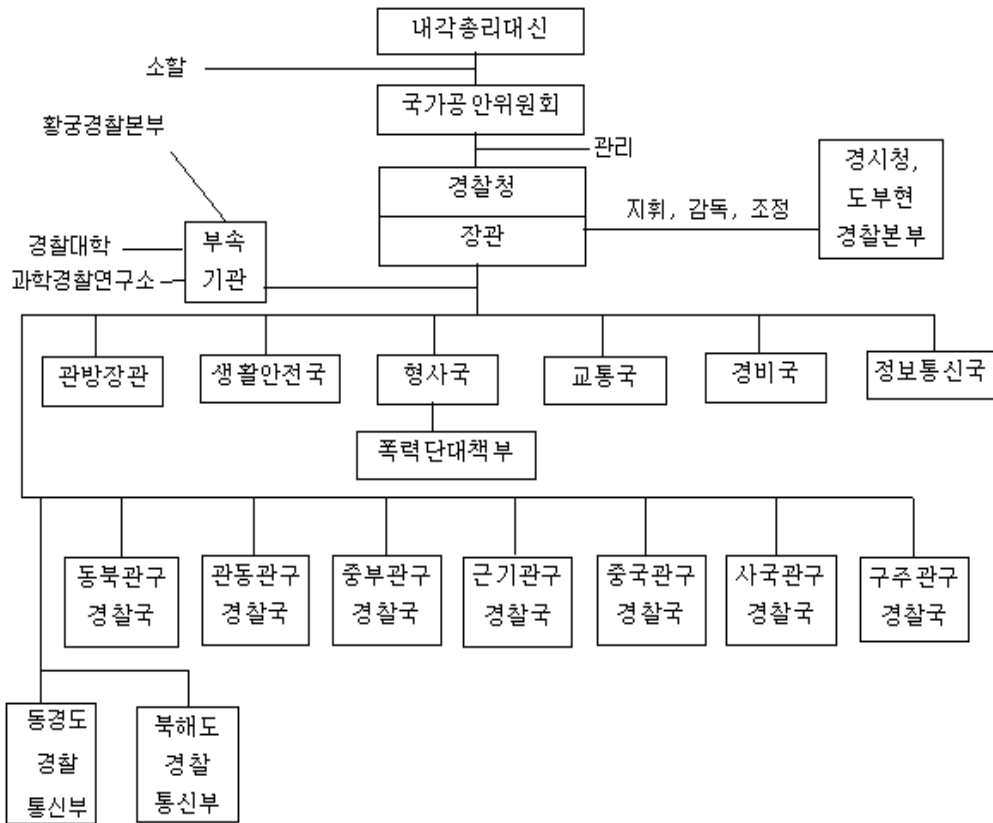 내각총리대신
소할
국가공안위원회
황궁경찰본부
관리
경찰청
경시청,
도부현
경찰본부
지휘, 감독, 조정
장관
부속
기관
경찰대학
과학경찰연구소
관방장관
생활안전국
형사국
교통국
경비국
정보통신국
폭력단대책부
동북관구
경찰국
관동관구
경찰국
중부관구
경찰국
근기관구
경찰국
중국관구
경찰국
사국관구
경찰국
구주관구
경찰국
동경도
경찰
통신부
북해도
경찰
통신부